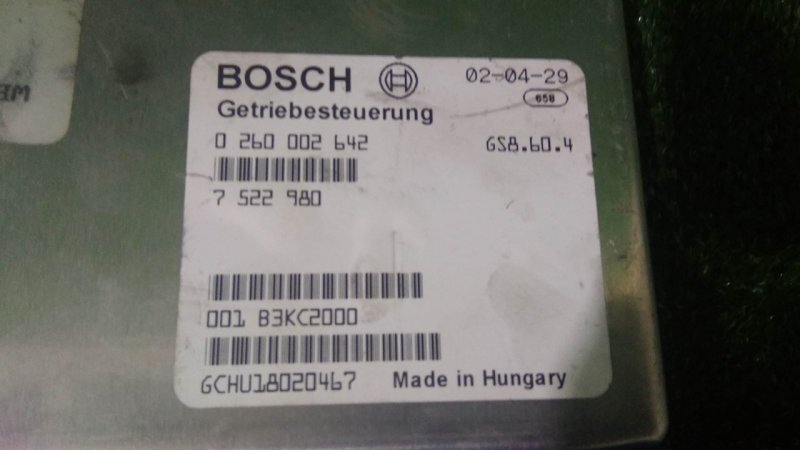 BOSCH 02-04-29
658
Getriebesteuerung
0 260 002 642 GS8.60.4
7 522 980
001 B3KC2000
GCHU18020467 Made in Hungary